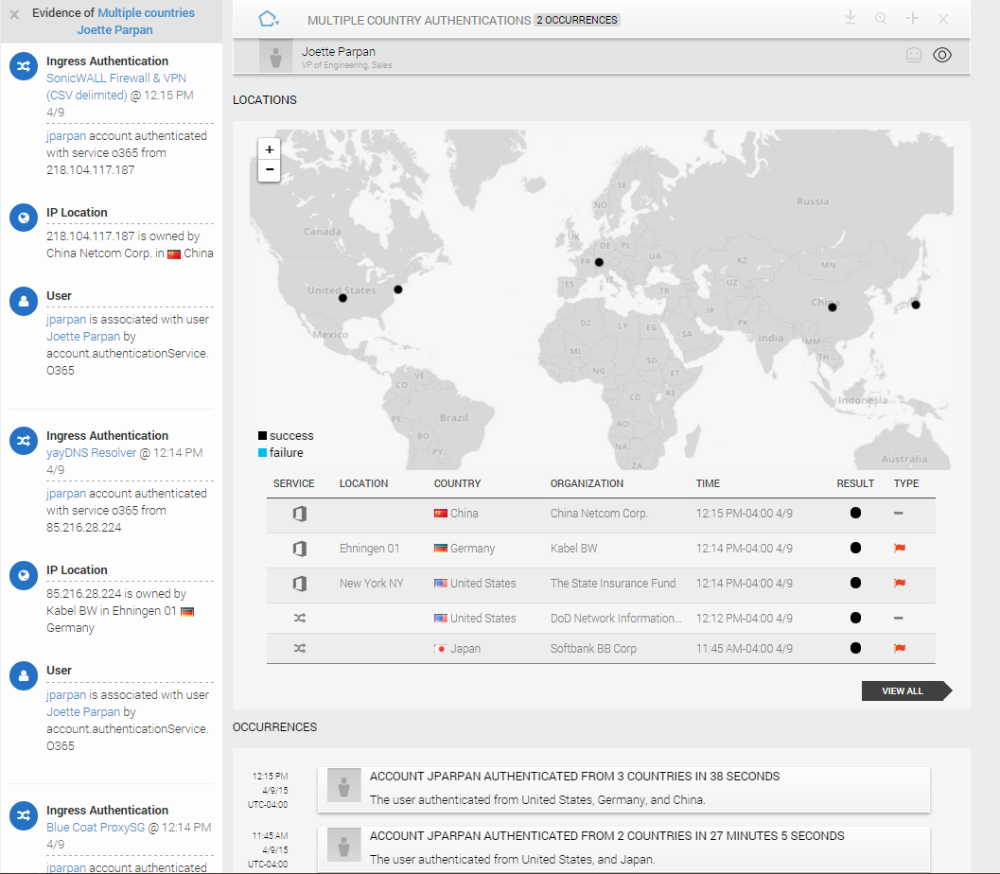 Evidence of Multiple countries
Joette Parpan
Ingress Authentication
SonicWALL Firewall & VPN
(CSV delimited) @ 12:15 PM
4/9
jparpan account authenticated
with service o365 from
218.104.117.187
IP Location
218.104.117.187 is owned by
China Netcom Corp. in China
User
jparpan is associated with user
Joette Parpan by
account.authenticationService.
O365
Ingress Authentication
yayDNS Resolver @ 12:14 PM
4/9
jparpan account authenticated
with service o365 from
85.216.28.224
IP Location
85.216.28.224 is owned by
Kabel BW in Ehningen 01
Germany
User
jparpan is associated with user
Joette Parpan by
account.authenticationService.
O365
Ingress Authentication
Blue Coat ProxySG @ 12:14 PM
4/9
jparpan account authenticated
MULTIPLE COUNTRY AUTHENTICATIONS 2 OCCURRENCES
Joette Parpan
VP of Engineering, Sales
LOCATIONS
+
−
SE
NO
Russia
Canada
UK
DE PL
FR
UA
KZ
MN
ES
IT
TR
UZ
United States
China
IR
PK
Mexico
DZ
LY
EG
SA
India
MM
TH
ML
NG
SD
ET
VE
CO
KE
CD
Indonesia
PE
Brazil
BO
AO
NA
PY
ZA
Australia
success
failure
SERVICE LOCATION COUNTRY ORGANIZATION TIME RESULT TYPE
China China Netcom Corp. 12:15 PM-04:00 4/9
Ehningen 01 Germany Kabel BW 12:14 PM-04:00 4/9
New York NY United States The State Insurance Fund 12:14 PM-04:00 4/9
United States DoD Network Information... 12:12 PM-04:00 4/9
Japan Softbank BB Corp 11:45 AM-04:00 4/9
VIEW ALL
OCCURRENCES
12:15 PM
4/9/15
UTC-04:00
ACCOUNT JPARPAN AUTHENTICATED FROM 3 COUNTRIES IN 38 SECONDS
The user authenticated from United States, Germany, and China.
11:45 AM
4/9/15
UTC-04:00
ACCOUNT JPARPAN AUTHENTICATED FROM 2 COUNTRIES IN 27 MINUTES 5 SECONDS
The user authenticated from United States, and Japan.